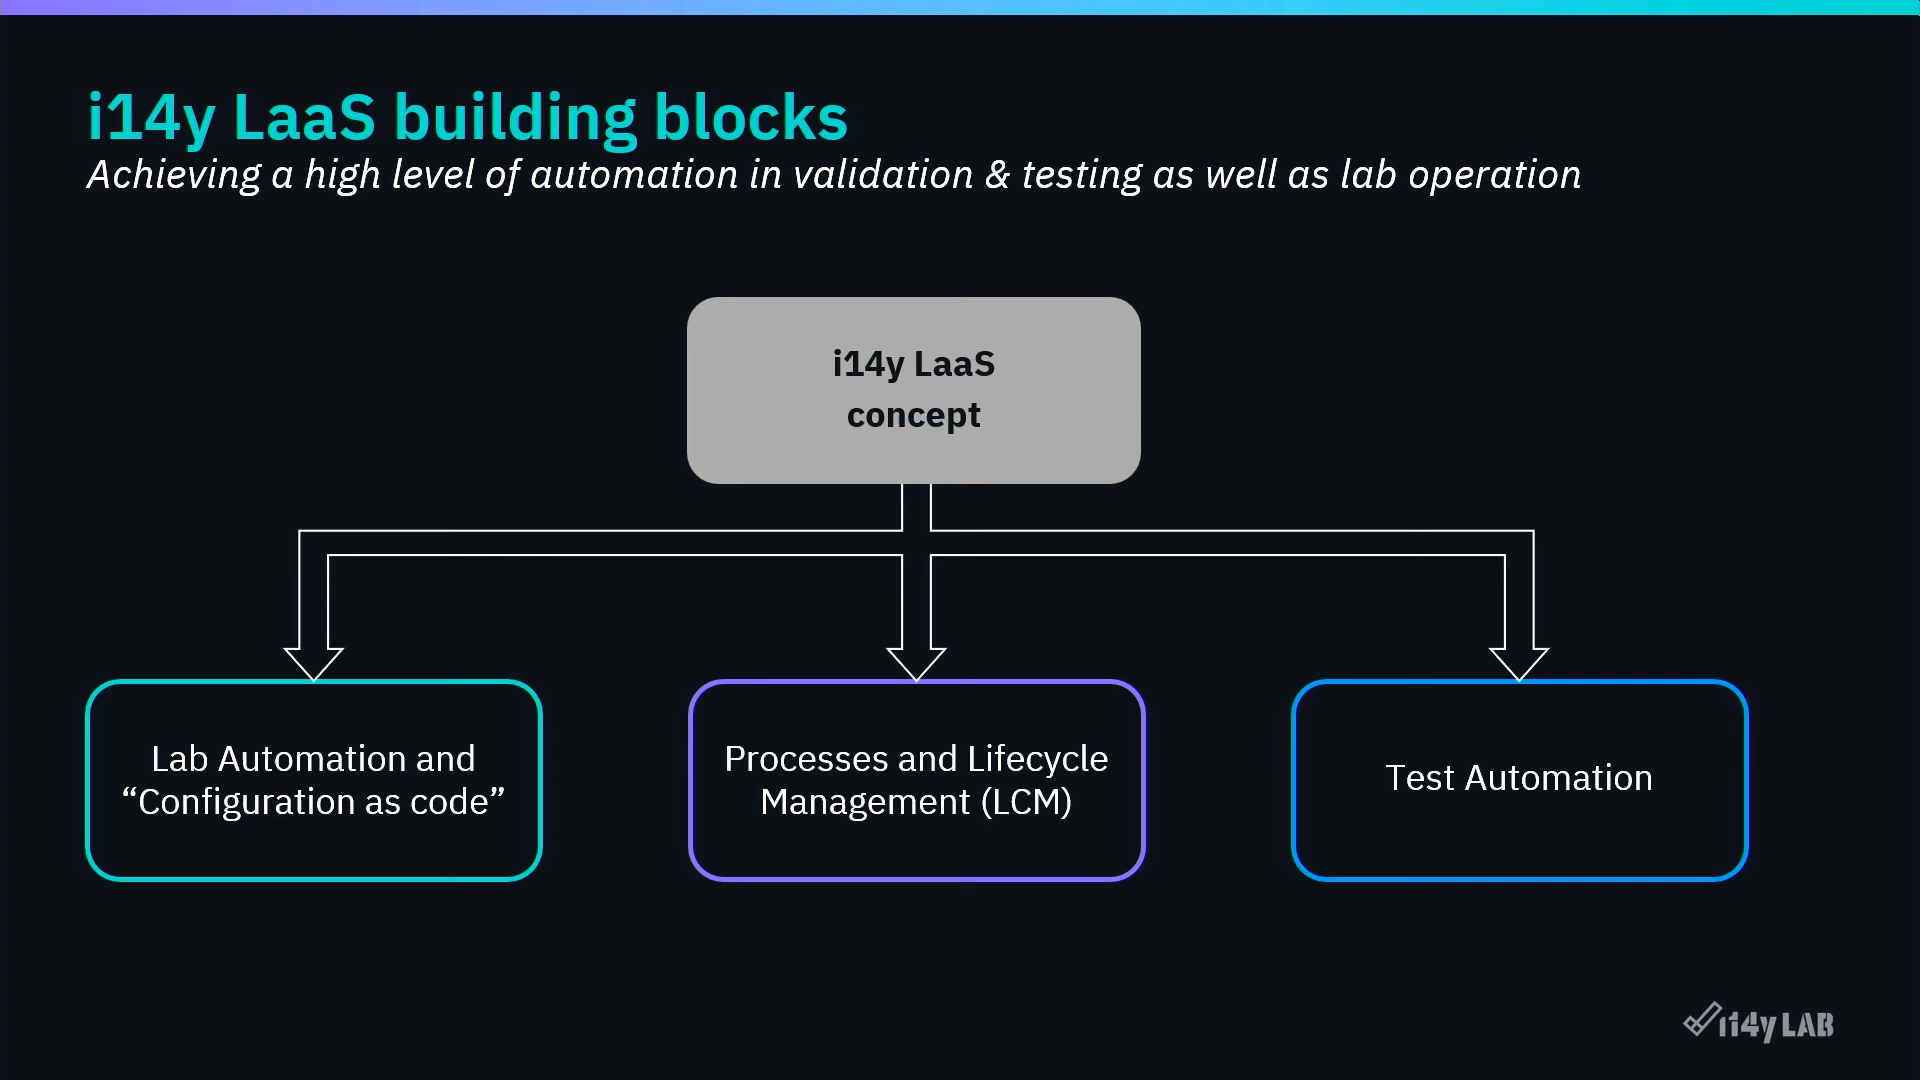 i14y LaaS building blocks
Achieving a high level of automation in validation & testing as well as lab operation
i14y LaaS
concept
Lab Automation and
“Configuration as code”
Processes and Lifecycle
Management (LCM)
Test Automation
i14y LAB